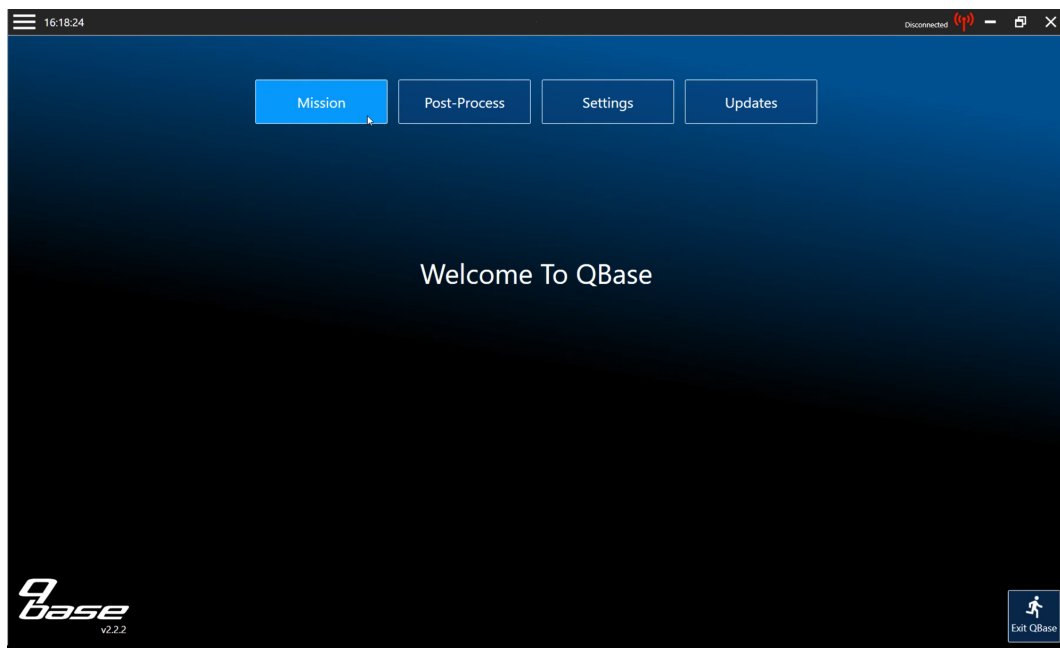 16:18:24
Disconnected
Mission
Post-Process
Settings
Updates
Welcome To QBase
qbase
v2.2.2
Exit QBase